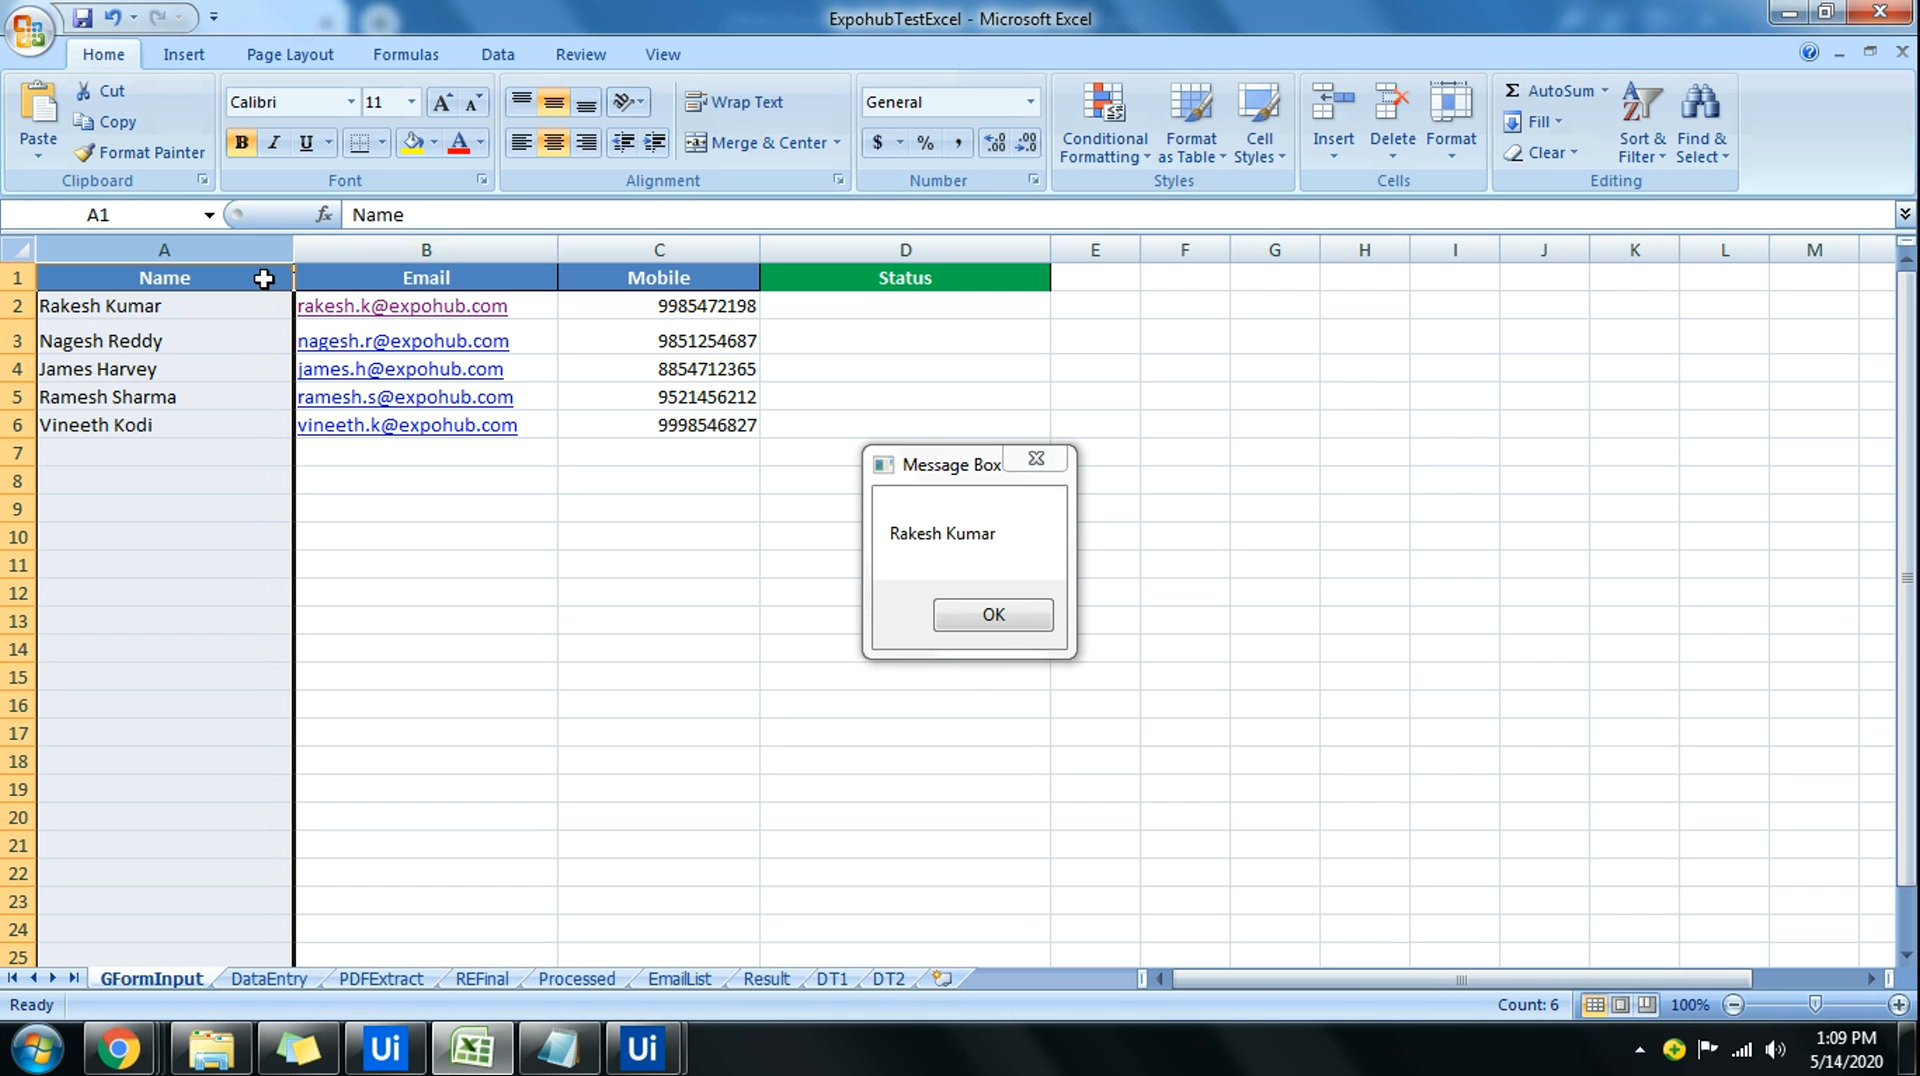 ExpohubTestExcel - Microsoft Excel
Home Insert Page Layout Formulas Data Review View
Paste
Cut
Copy
Format Painter
Clipboard
Calibri 11
B I U
Font
Wrap Text
Merge & Center
Alignment
General
$ % ,
Number
Conditional Formatting
Format as Table
Cell Styles
Styles
Insert Delete Format
Cells
Σ AutoSum
Fill
Clear
Sort & Filter
Find & Select
Editing
A1 fx Name
A B C D E F G H I J K L M
1 Name Email Mobile Status
2 Rakesh Kumar rakesh.k@expohub.com 9985472198
3 Nagesh Reddy nagesh.r@expohub.com 9851254687
4 James Harvey james.h@expohub.com 8854712365
5 Ramesh Sharma ramesh.s@expohub.com 9521456212
6 Vineeth Kodi vineeth.k@expohub.com 9998546827
7
8
9
10
11
12
13
14
15
16
17
18
19
20
21
22
23
24
25
Message Box
Rakesh Kumar
OK
GFormInput DataEntry PDFExtract REFinal Processed EmailList Result DT1 DT2
Ready Count: 6 100%
Ui Ui
1:09 PM
5/14/2020